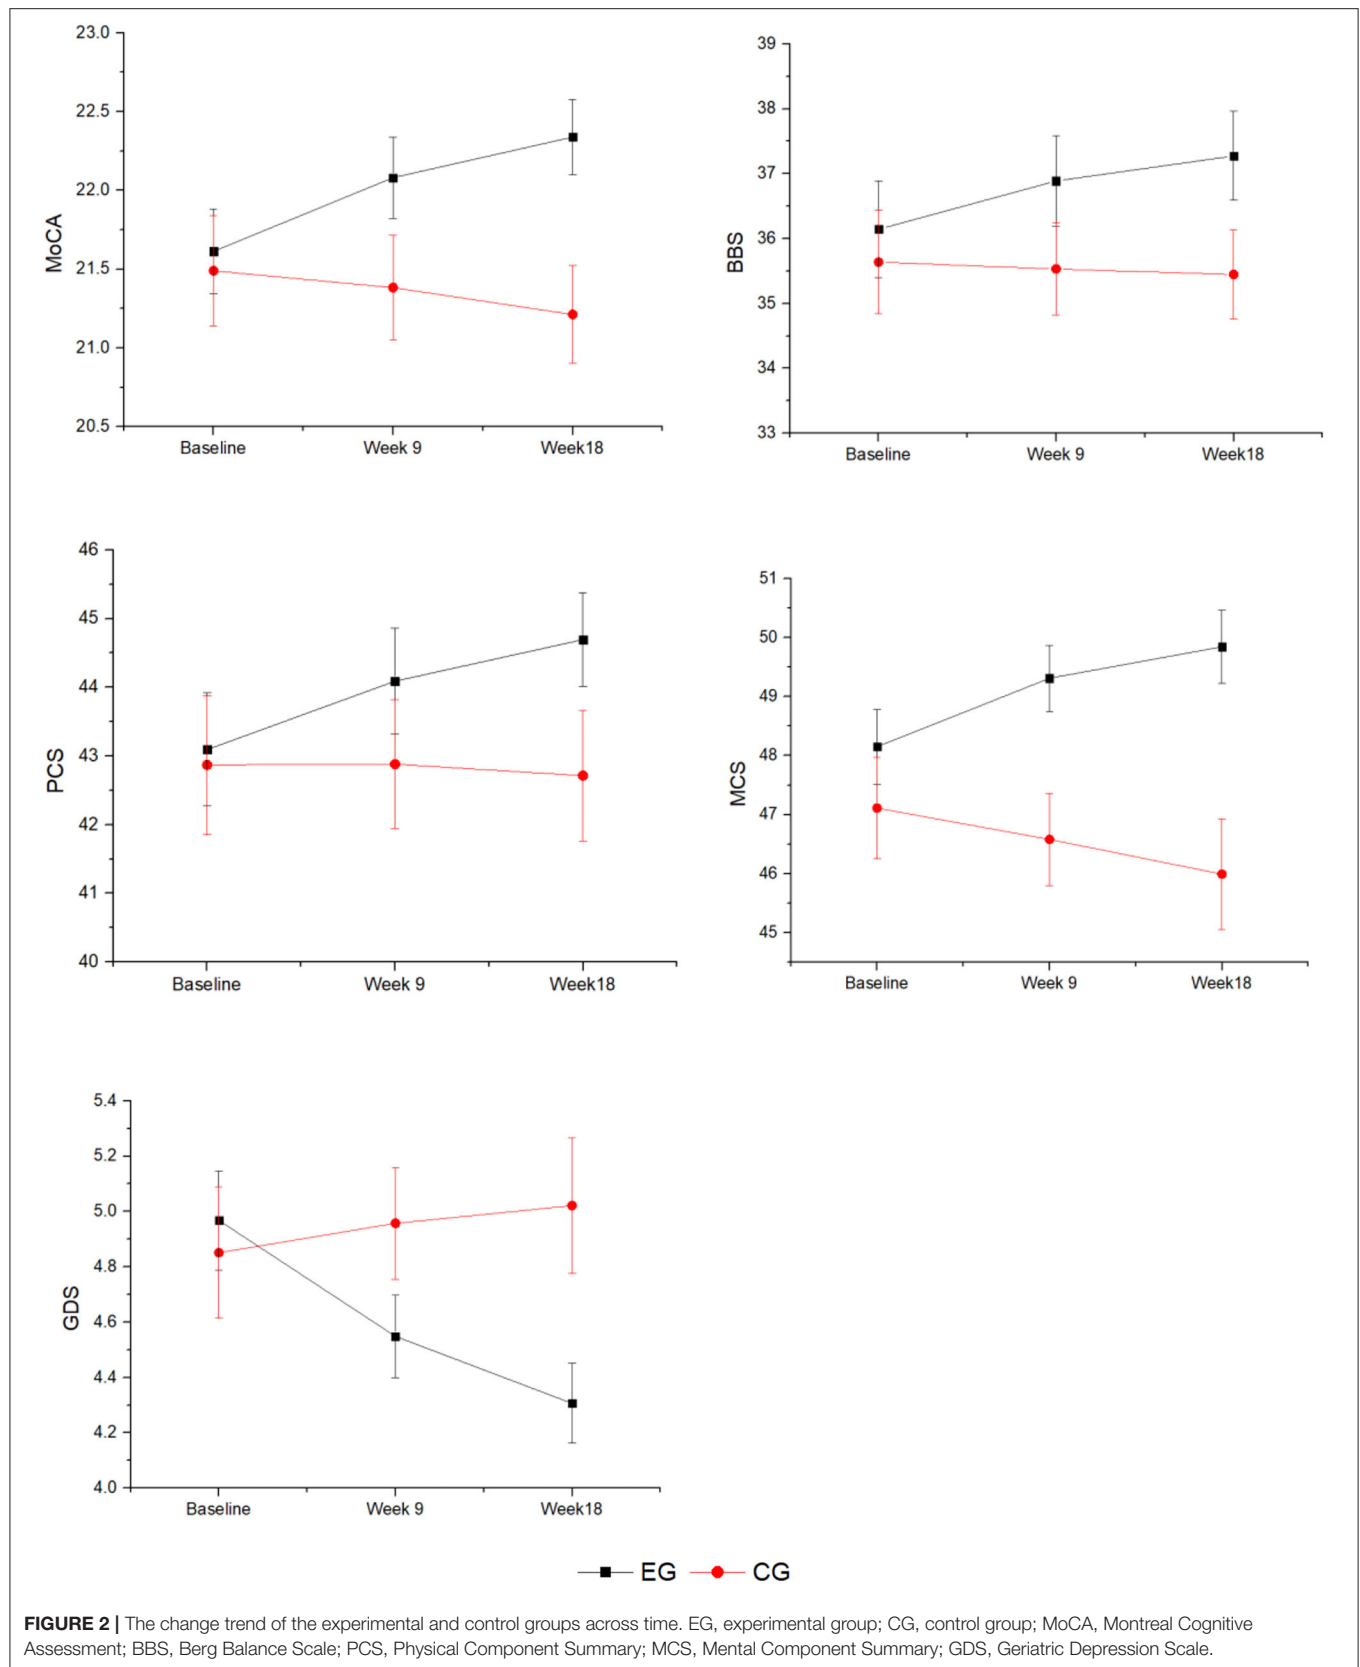 23.0
22.5
22.0
21.5
21.0
20.5
MoCA
Baseline
Week 9
Week18
39
38
37
36
35
34
33
BBS
Baseline
Week 9
Week18
46
45
44
43
42
41
40
PCS
Baseline
Week 9
Week18
51
50
49
48
47
46
45
MCS
Baseline
Week 9
Week18
5.4
5.2
5.0
4.8
4.6
4.4
4.2
4.0
GDS
Baseline
Week 9
Week18
EG CG
FIGURE 2 | The change trend of the experimental and control groups across time. EG, experimental group; CG, control group; MoCA, Montreal Cognitive
Assessment; BBS, Berg Balance Scale; PCS, Physical Component Summary; MCS, Mental Component Summary; GDS, Geriatric Depression Scale.